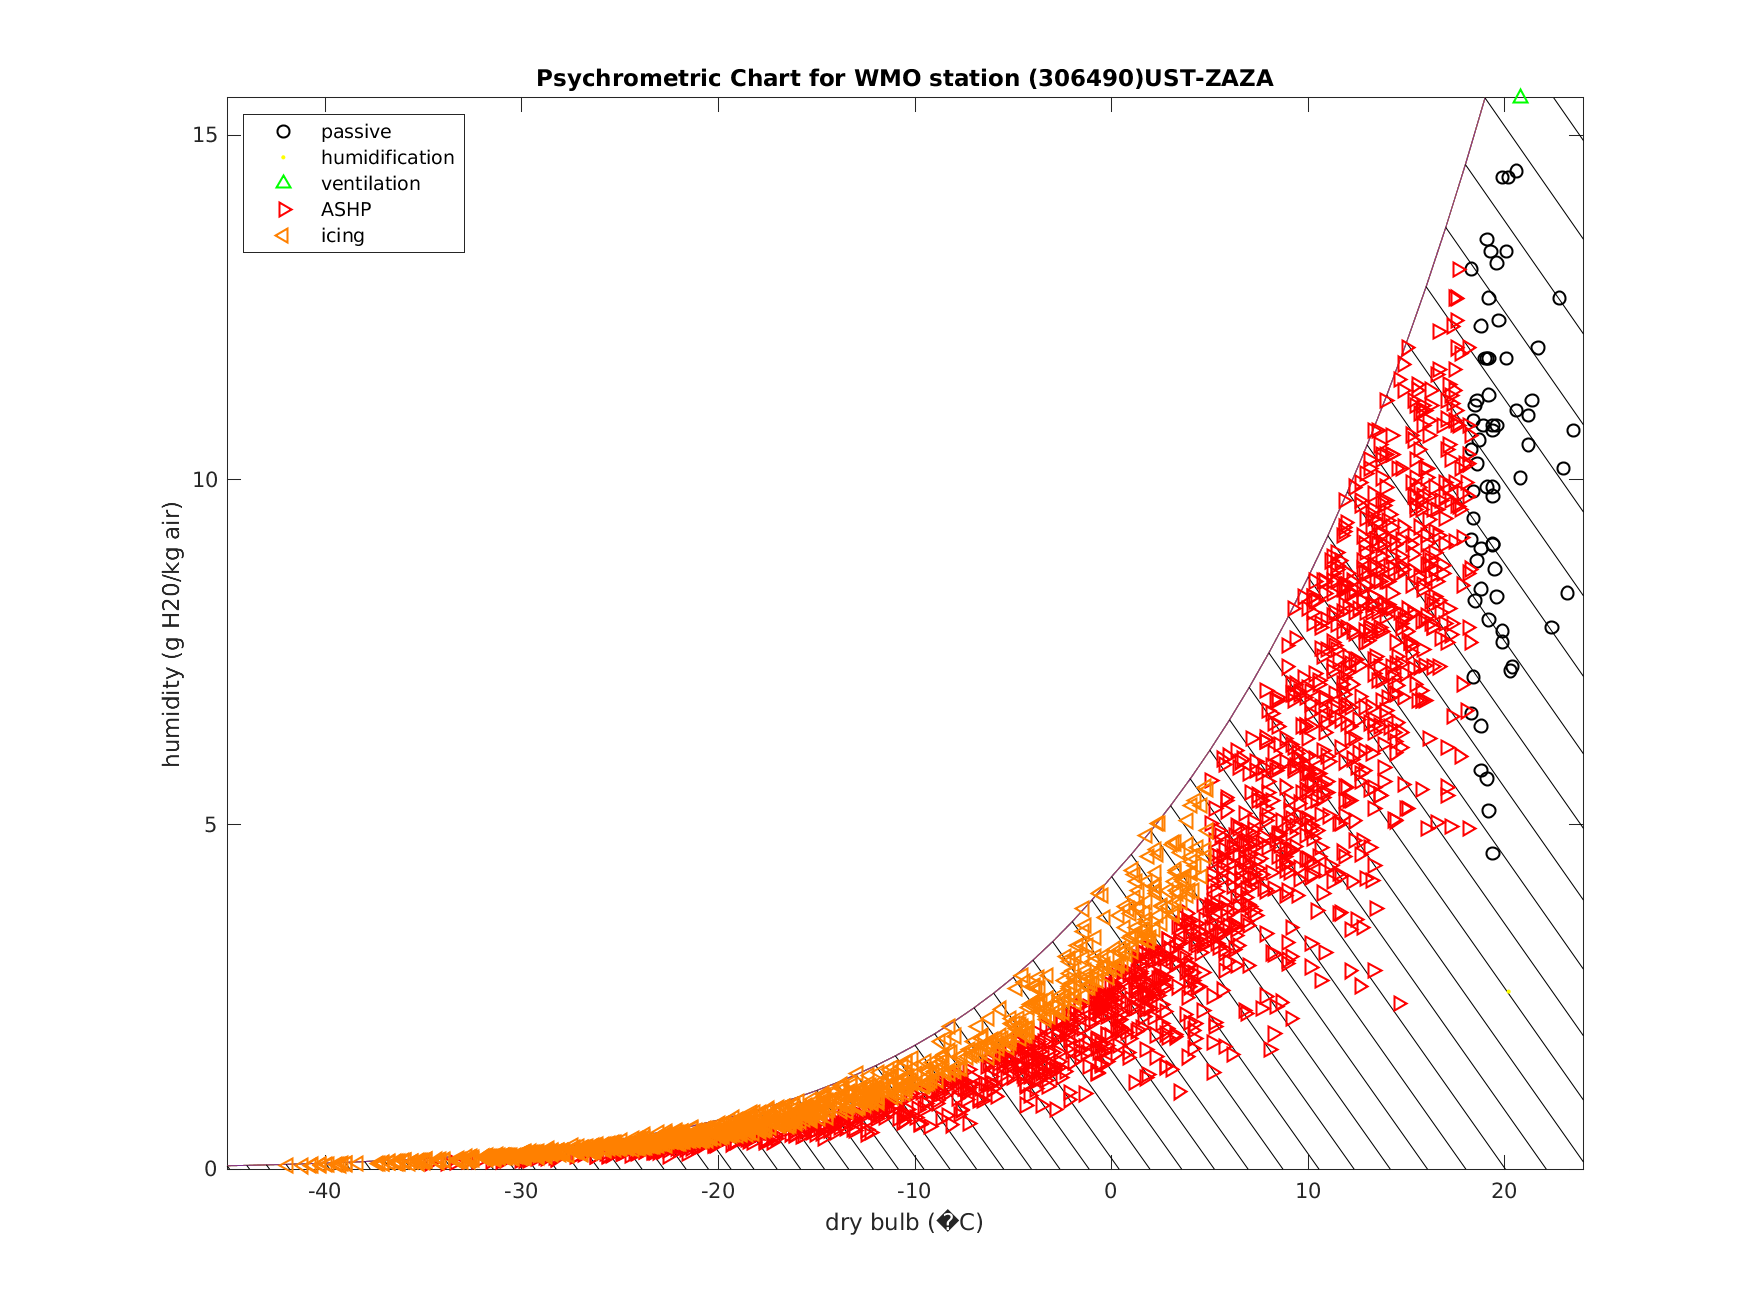 Psychrometric Chart for WMO station (306490)UST-ZAZA
passive
humidification
ventilation
ASHP
icing
15
10
5
0
humidity (g H20/kg air)
-40 -30 -20 -10 0 10 20
dry bulb (�C)